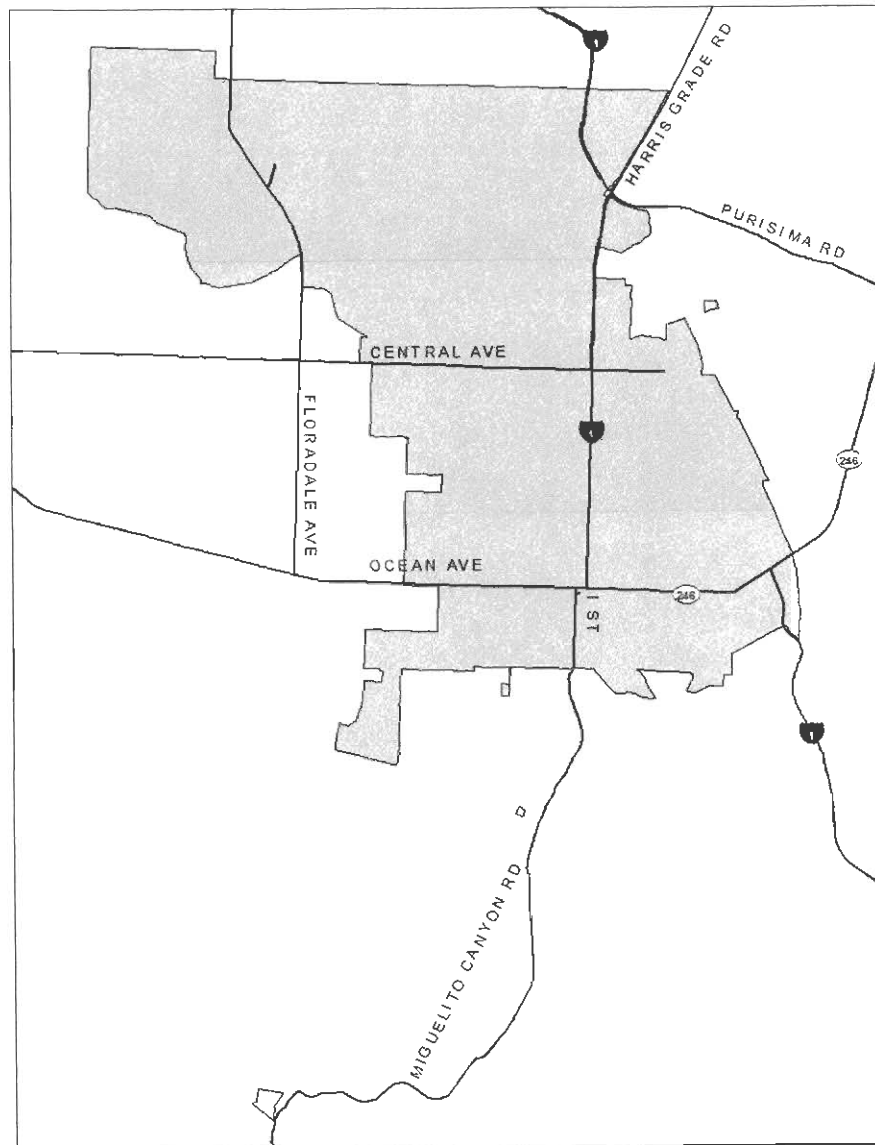 1
HARRIS GRADE RD
PURISIMA RD
CENTRAL AVE
FLORADALE AVE
1
246
OCEAN AVE
246
I ST
1
MIGUELITO CANYON RD